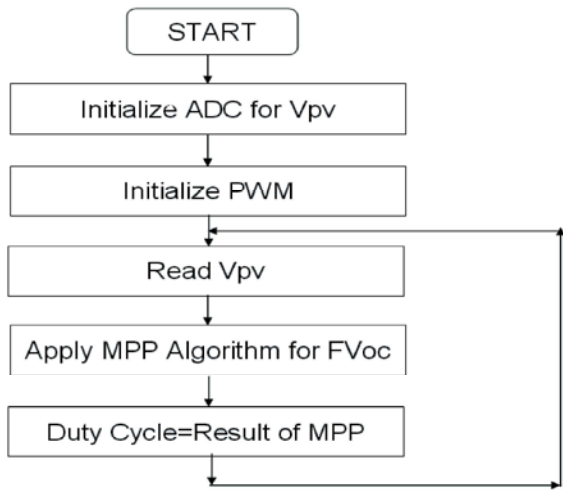 START
Initialize ADC for Vpv
Initialize PWM
Read Vpv
Apply MPP Algorithm for FVoc
Duty Cycle=Result of MPP